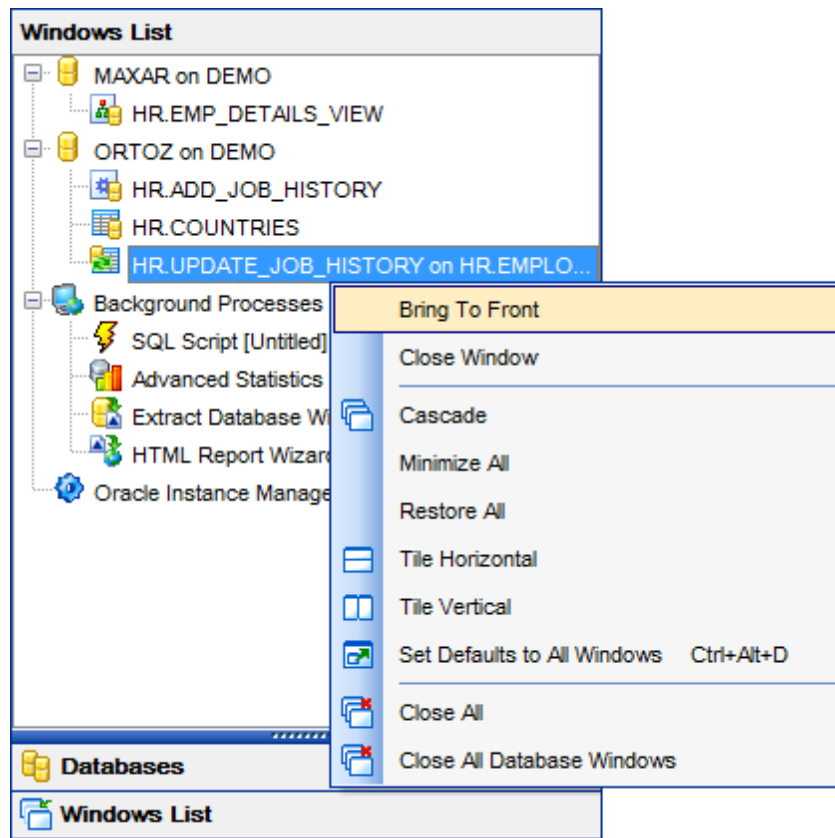 Windows List
MAXAR on DEMO
HR.EMP_DETAILS_VIEW
ORTOZ on DEMO
HR.ADD_JOB_HISTORY
HR.COUNTRIES
HR.UPDATE_JOB_HISTORY on HR.EMPLO...
Background Processes
SQL Script [Untitled]
Advanced Statistics
Extract Database Wi
HTML Report Wizard
Oracle Instance Manage
Bring To Front
Close Window
Cascade
Minimize All
Restore All
Tile Horizontal
Tile Vertical
Set Defaults to All Windows Ctrl+Alt+D
Close All
Close All Database Windows
Databases
Windows List